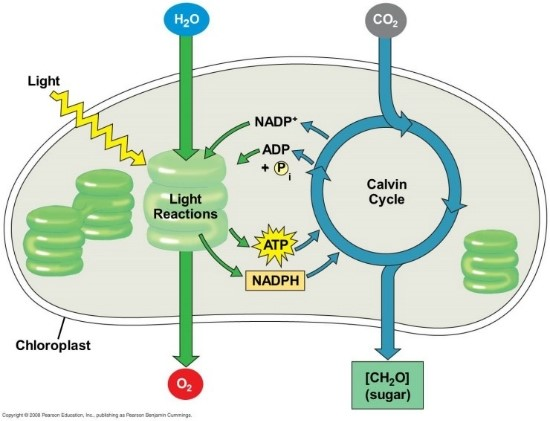 H₂O
CO₂
Light
NADP⁺
ADP
+ P i
Light
Reactions
Calvin
Cycle
ATP
NADPH
Chloroplast
O₂
[CH₂O]
(sugar)
Copyright © 2008 Pearson Education, Inc., publishing as Pearson Benjamin Cummings.